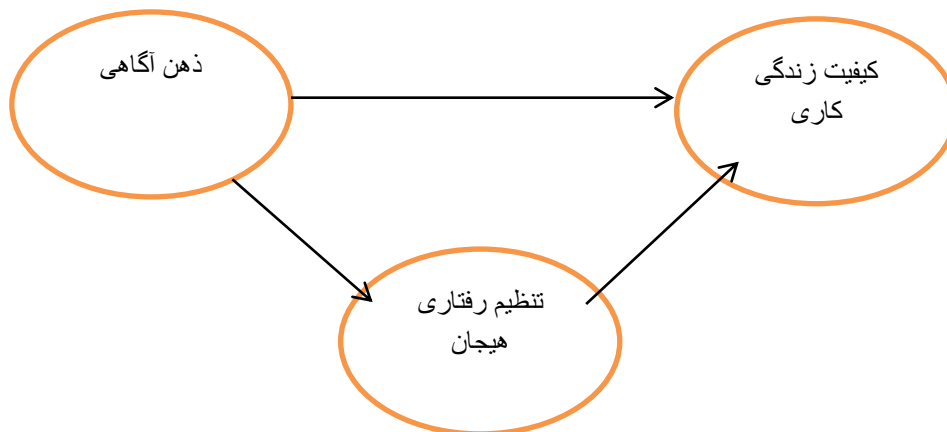 ذهن آگاهی
کیفیت زندگی
کاری
تنظیم رفتاری
هیجان